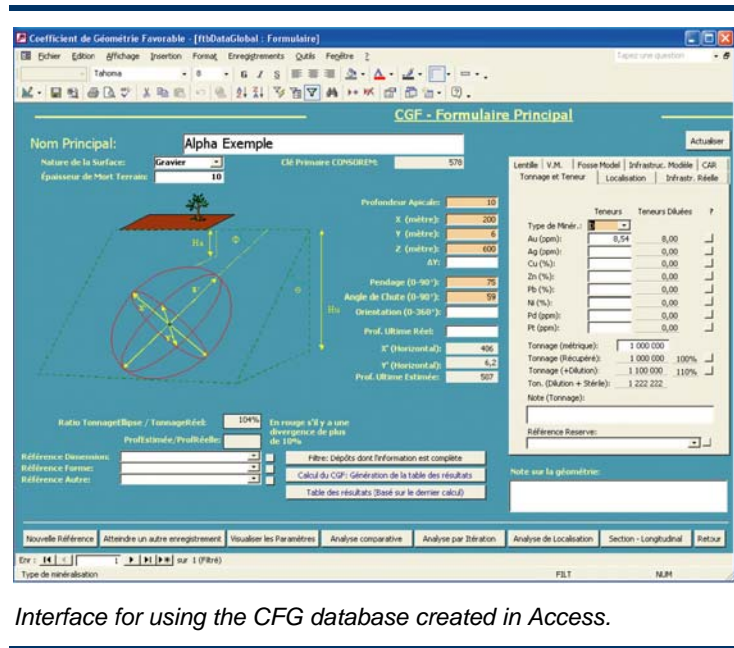 Coefficient de Géométrie Favorable - [ftbDataGlobal : Formulaire]
Fichier Edition Affichage Insertion Format Enregistrements Outils Fenêtre ?
Tapez une question
Tahoma 8 G I S
CGF - Formulaire Principal
Nom Principal: Alpha Exemple
Actualiser
Nature de la Surface: Gravier
Clé Primaire CONSOREM: 578
Épaisseur de Mort Terrain: 10
Profondeur Apicale: 10
X (mètre): 200
Y (mètre): 6
Z (mètre): 600
ΔY:
Pendage (0-90°): 75
Angle de Chute (0-90°): 59
Orientation (0-360°):
Prof. Ultime Réel:
X' (Horizontal): 406
Y' (Horizontal): 6,2
Prof. Ultime Estimée: 587
Ha Φ
Θ
Hu
Lentille V.M. Fosse Model Infrastruc. Modèle CAR
Tonnage et Teneur Localisation Infrastr. Réelle
Teneurs Teneurs Diluées ?
Type de Minér.:
Au (ppm): 8,54 8,00
Ag (ppm): 0,00
Cu (%): 0,00
Zn (%): 0,00
Pb (%): 0,00
Ni (%): 0,00
Pd (ppm): 0,00
Pt (ppm): 0,00
Tonnage (métrique): 1 000 000
Tonnage (Récupéré): 1 000 000 100%
Tonnage (+Dilution): 1 100 000 110%
Ton. (Dilution + Stérile): 1 222 222
Note (Tonnage):
Référence Reserve:
Ratio TonnageEllipse / TonnageRéel: 104%
En rouge s'il y a une divergence de plus de 10%
ProfEstimée/ProfRéelle:
Référence Dimension:
Référence Forme:
Référence Autre:
Filtre: Dépôts dont l'information est complète
Calcul du CGF: Génération de la table des résultats
Table des résultats (Basé sur le dernier calcul)
Note sur la géométrie:
Nouvelle Référence Atteindre un autre enregistrement Visualiser les Paramètres Analyse comparative Analyse par Itération Analyse de Localisation Section - Longitudinal Retour
Enr : 1 sur 1 (Filtré)
Type de minéralisation FILT NUM
Interface for using the CFG database created in Access.